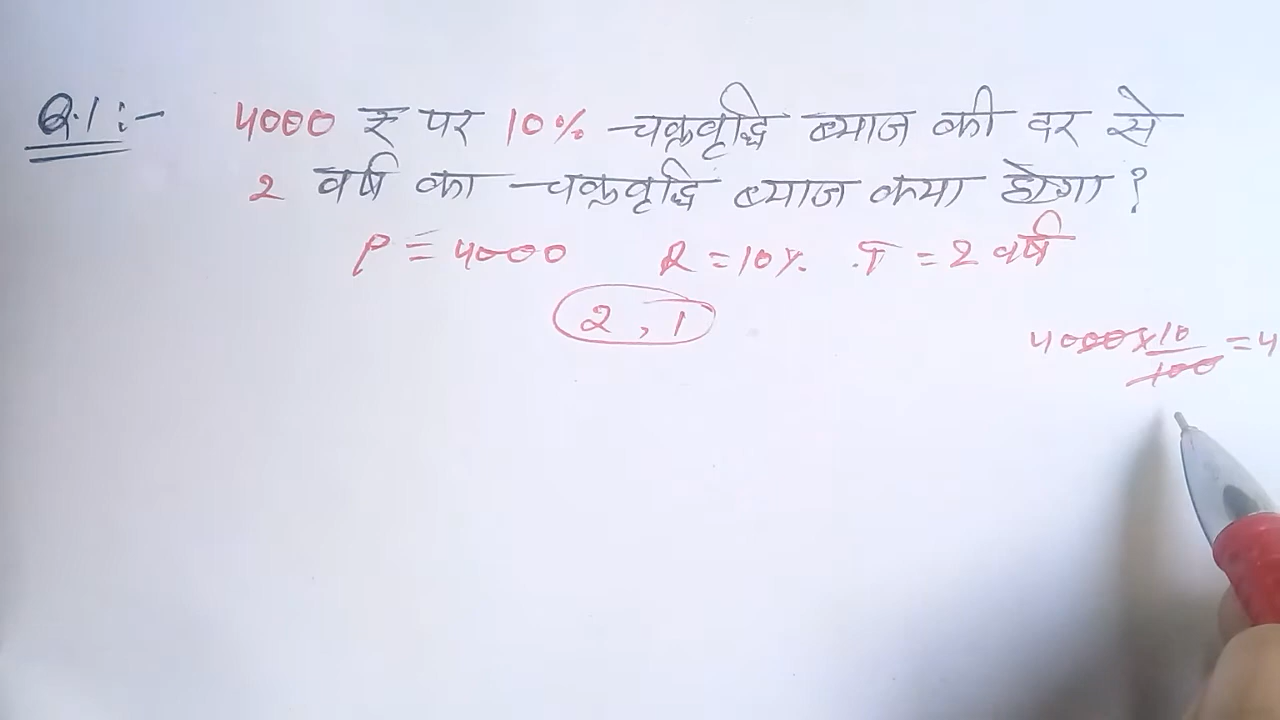 Q.1 :- 4000 रु पर 10% चक्रवृद्धि ब्याज की दर से
2 वर्ष का चक्रवृद्धि ब्याज क्या होगा ?
P = 4000 R = 10% T = 2 वर्ष
2 , 1
4000 × 10 / 100 = 4